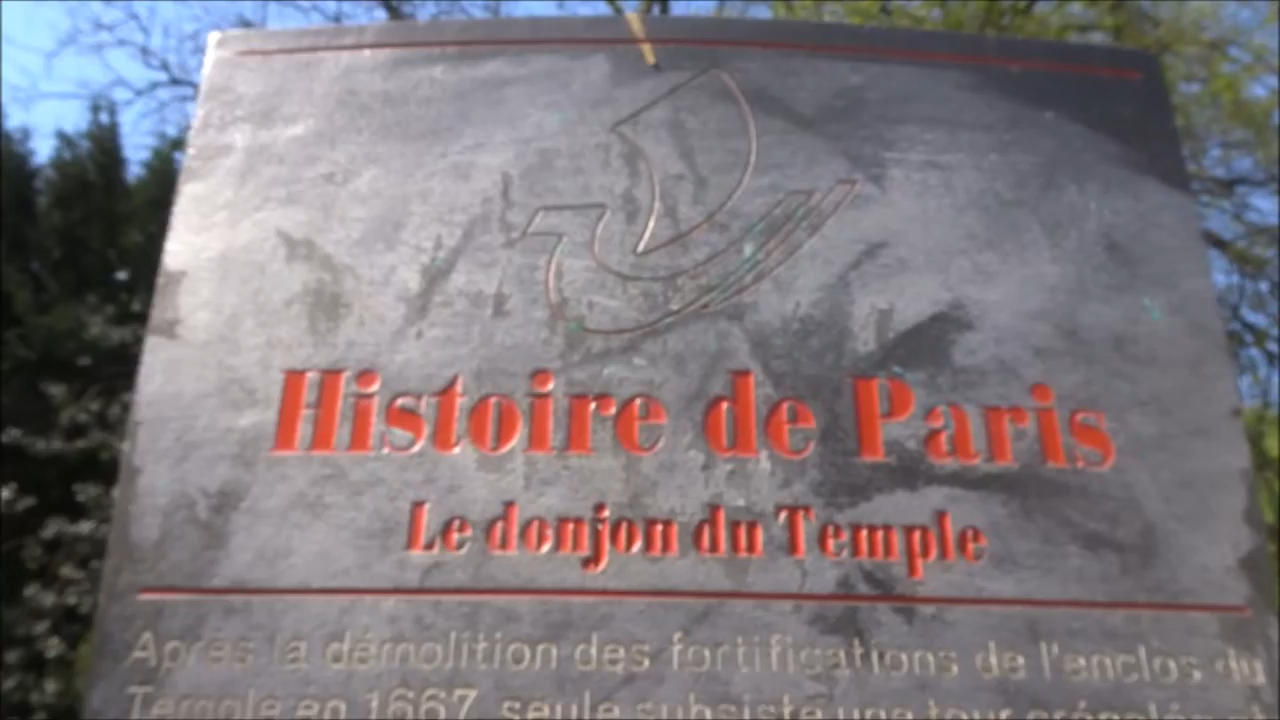 Histoire de Paris
Le donjon du Temple
Après la démolition des fortifications de l'enclos du
Temple en 1667, seule subsiste une tour